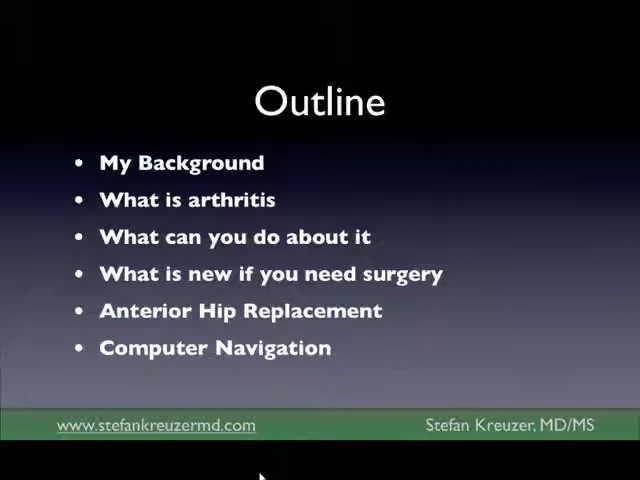 Outline
• My Background
• What is arthritis
• What can you do about it
• What is new if you need surgery
• Anterior Hip Replacement
• Computer Navigation
www.stefankreuzermd.com
Stefan Kreuzer, MD/MS